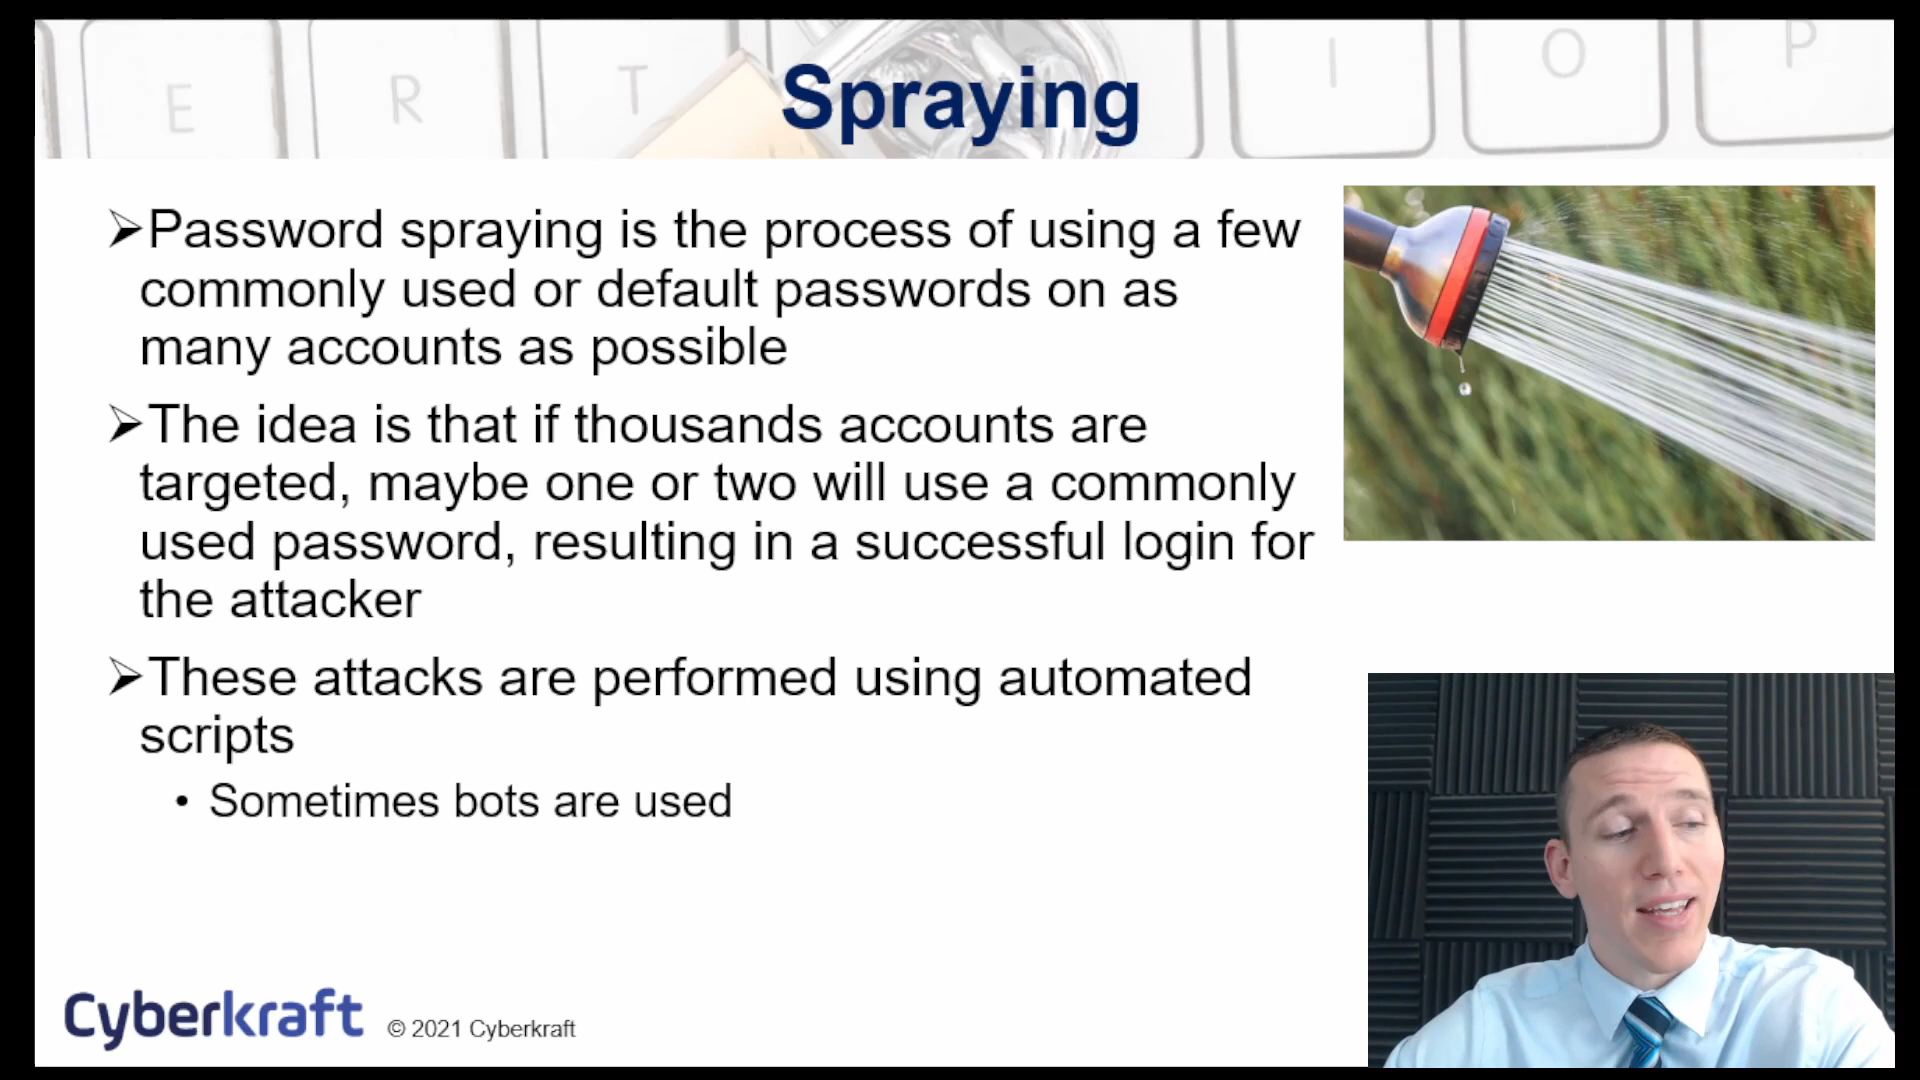 E R T I O P
Spraying
➢Password spraying is the process of using a few
commonly used or default passwords on as
many accounts as possible
➢The idea is that if thousands accounts are
targeted, maybe one or two will use a commonly
used password, resulting in a successful login for
the attacker
➢These attacks are performed using automated
scripts
• Sometimes bots are used
Cyberkraft © 2021 Cyberkraft